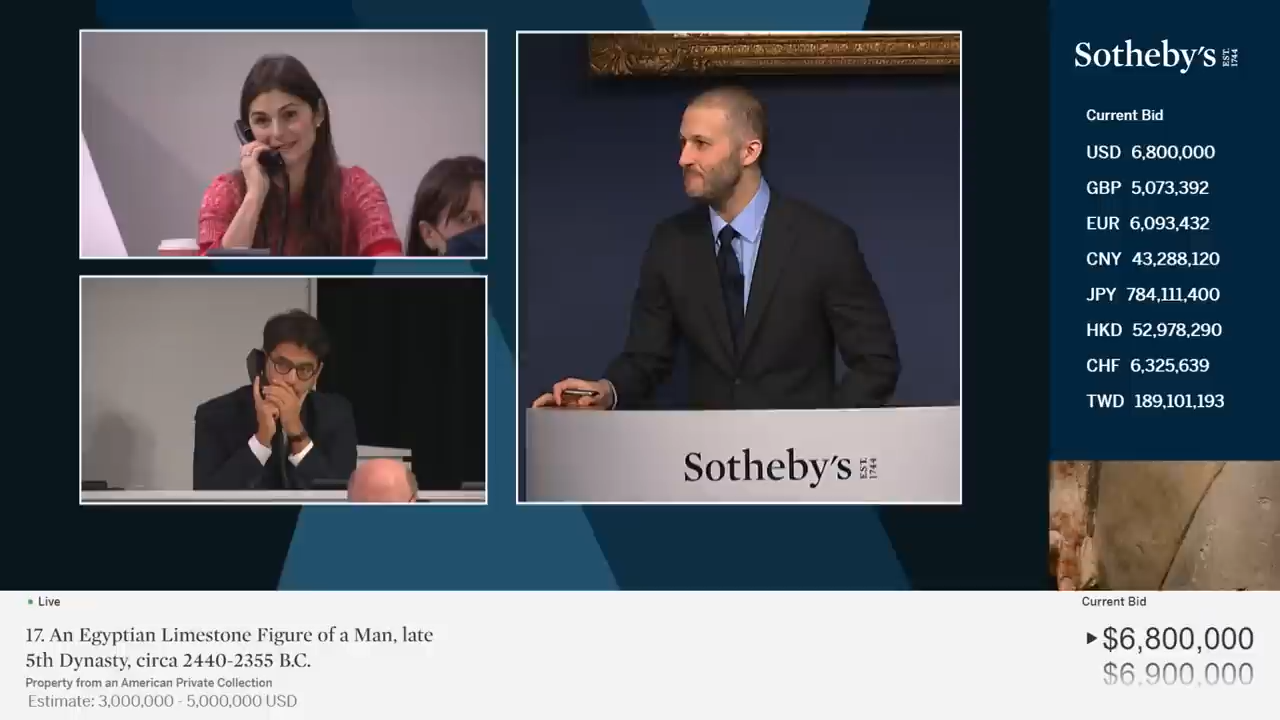 Sotheby's EST. 1744
Current Bid
USD 6,800,000
GBP 5,073,392
EUR 6,093,432
CNY 43,288,120
JPY 784,111,400
HKD 52,978,290
CHF 6,325,639
TWD 189,101,193
Sotheby's EST. 1744
Live
17. An Egyptian Limestone Figure of a Man, late
5th Dynasty, circa 2440-2355 B.C.
Property from an American Private Collection
Estimate: 3,000,000 - 5,000,000 USD
Current Bid
$6,800,000
$6,900,000